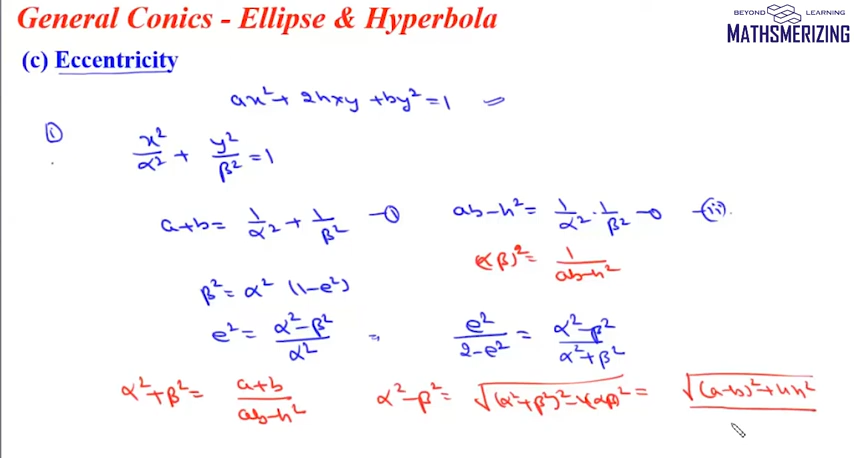 General Conics - Ellipse & Hyperbola
BEYOND LEARNING
MATHSMERIZING
(c) Eccentricity
ax² + 2hxy + by² = 1
(i)
x²/α² + y²/β² = 1
a+b = 1/α² + 1/β² —(i) ab-h² = 1/α² · 1/β² — —(ii).
(αβ)² = 1/(ab-h²)
β² = α² (1-e²)
e² = (α²-β²)/α² = e²/(2-e²) = (α²-β²)/(α²+β²)
α²+β² = (a+b)/(ab-h²) α²-β² = √((α²+β²)²-4(αβ)²) = √((a-b)²+4h²)